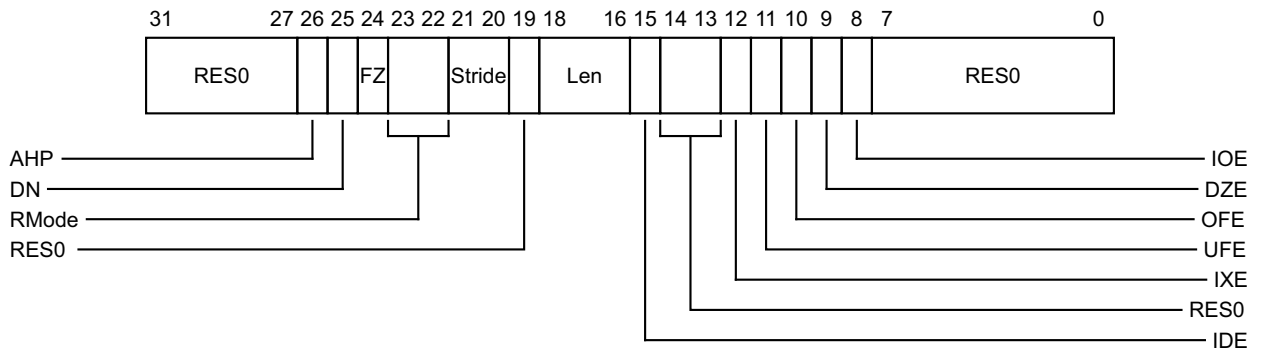 31 27 26 25 24 23 22 21 20 19 18 16 15 14 13 12 11 10 9 8 7 0
RES0 FZ Stride Len RES0
AHP IOE
DN DZE
RMode OFE
RES0 UFE
IXE
RES0
IDE